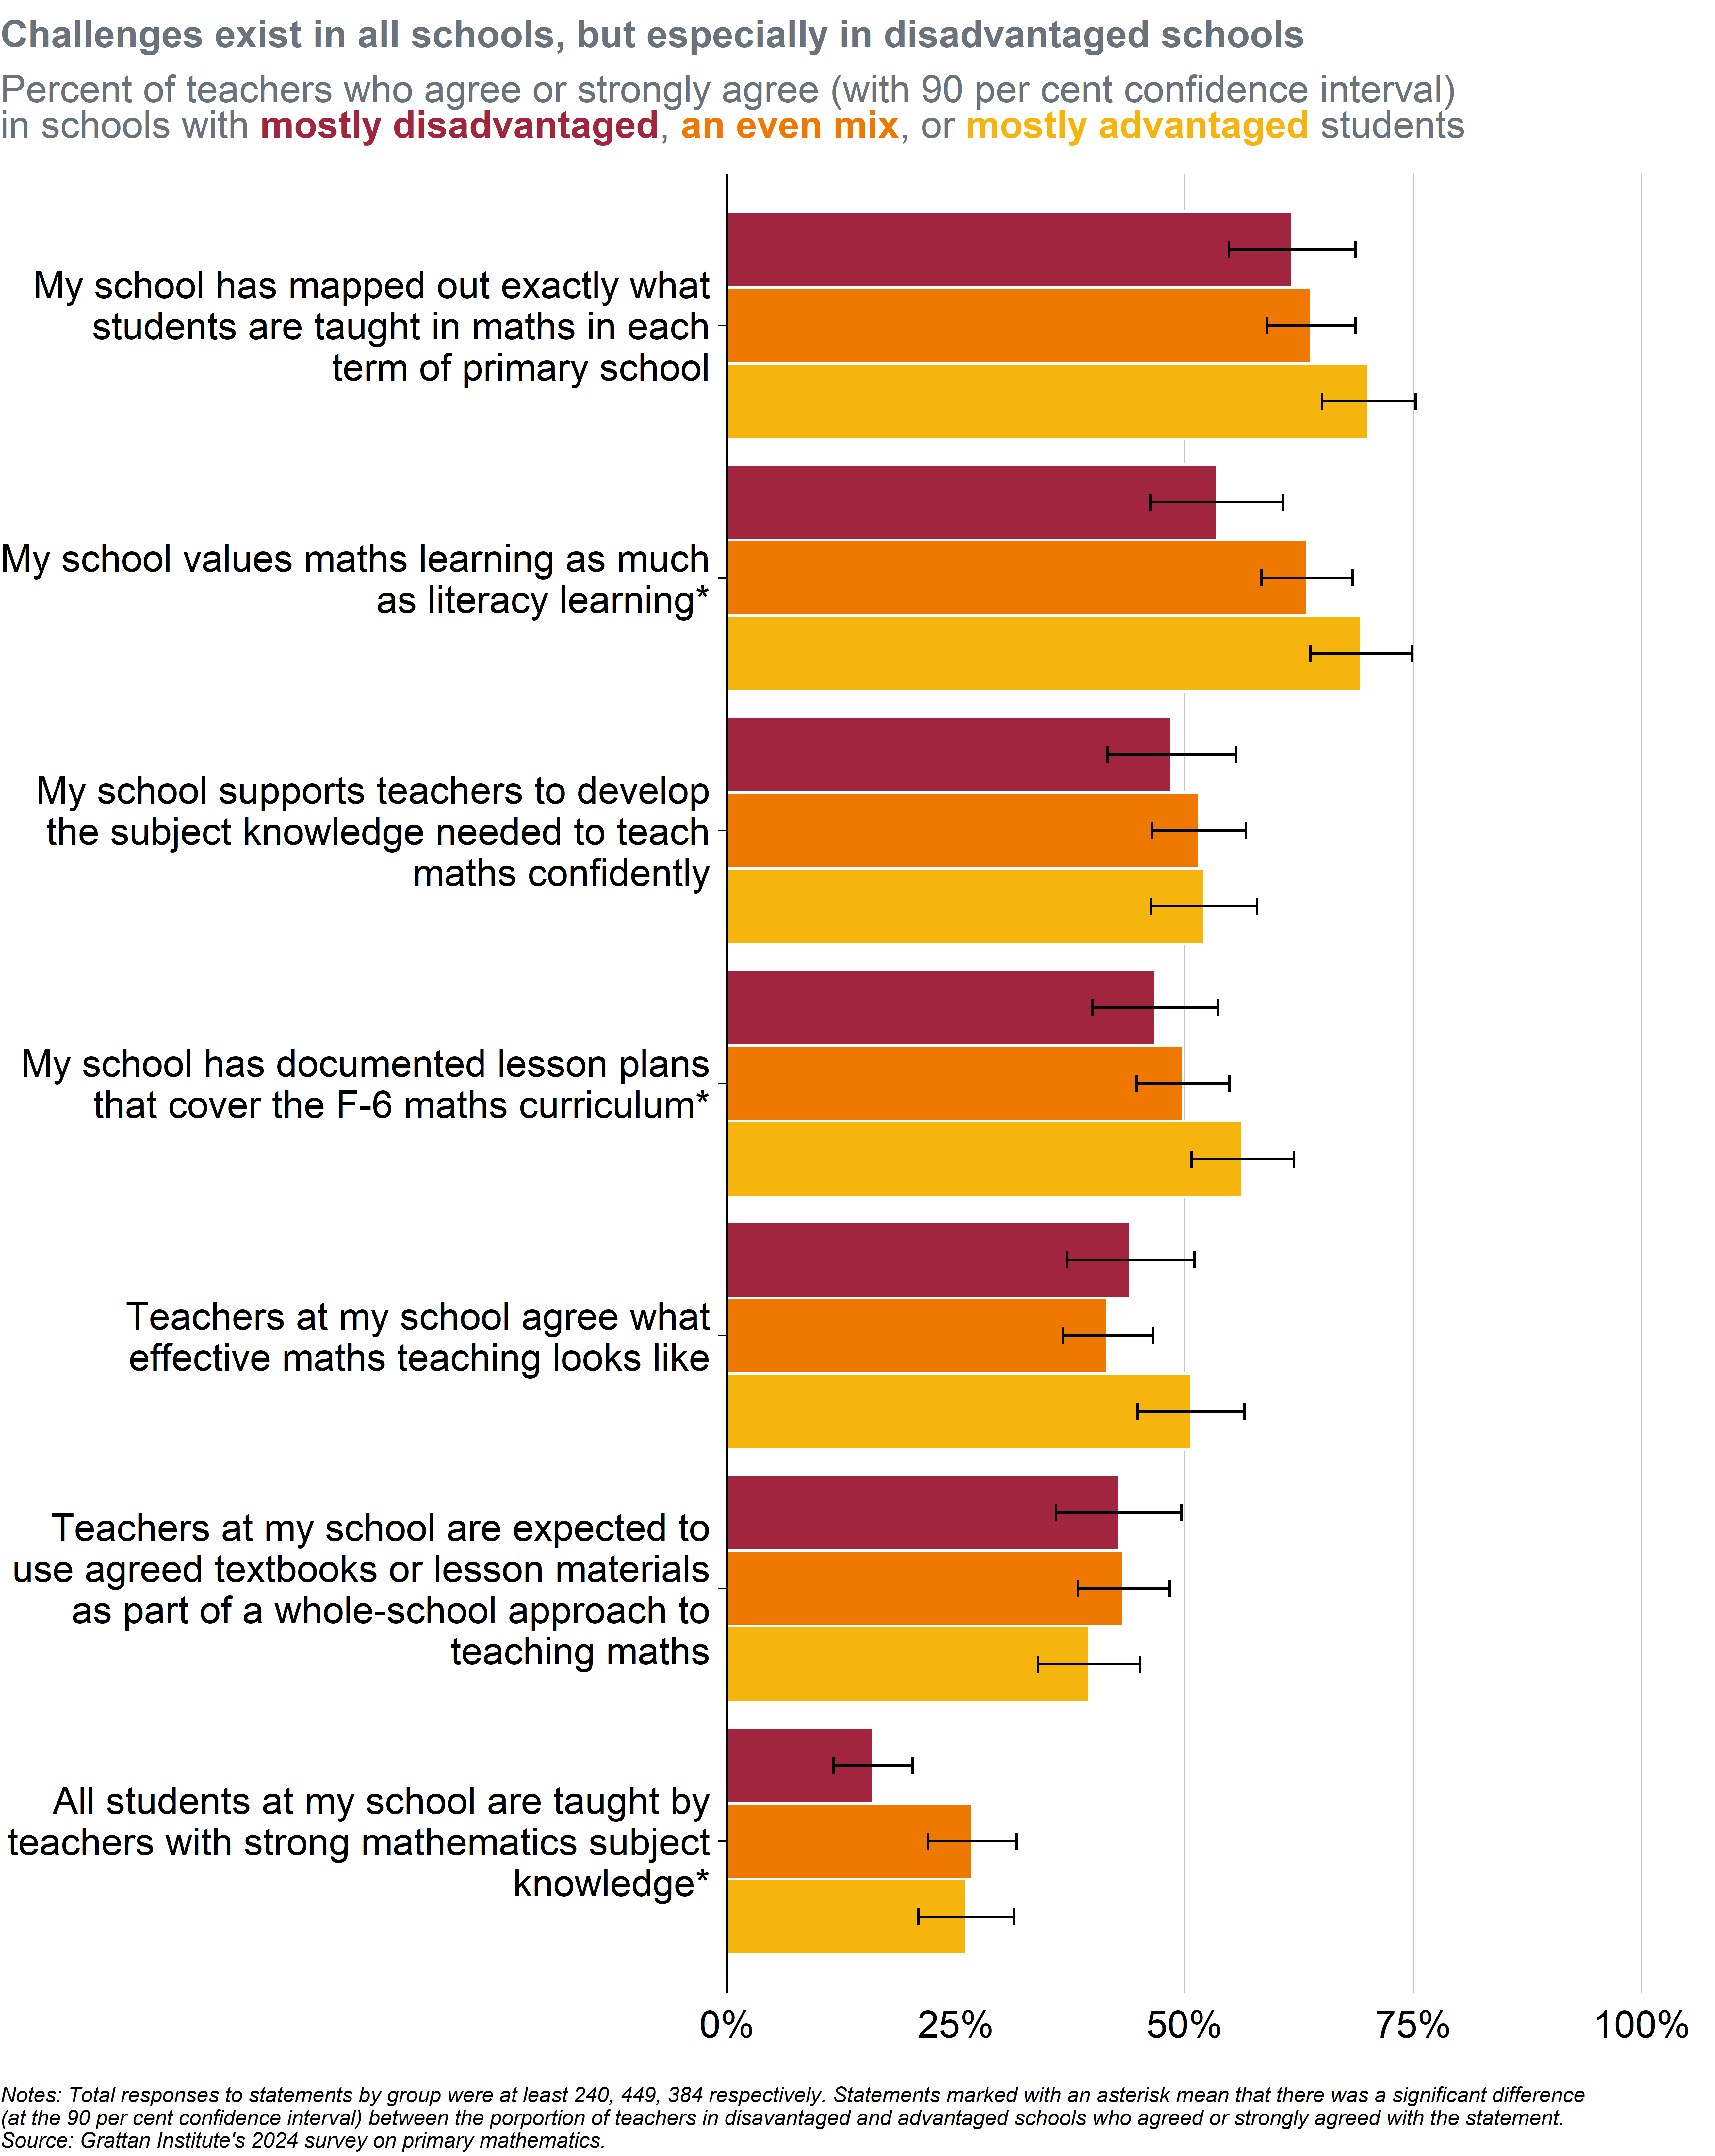 Challenges exist in all schools, but especially in disadvantaged schools
Percent of teachers who agree or strongly agree (with 90 per cent confidence interval)
in schools with mostly disadvantaged, an even mix, or mostly advantaged students
My school has mapped out exactly what
students are taught in maths in each
term of primary school
My school values maths learning as much
as literacy learning*
My school supports teachers to develop
the subject knowledge needed to teach
maths confidently
My school has documented lesson plans
that cover the F-6 maths curriculum*
Teachers at my school agree what
effective maths teaching looks like
Teachers at my school are expected to
use agreed textbooks or lesson materials
as part of a whole-school approach to
teaching maths
All students at my school are taught by
teachers with strong mathematics subject
knowledge*
0% 25% 50% 75% 100%
Notes: Total responses to statements by group were at least 240, 449, 384 respectively. Statements marked with an asterisk mean that there was a significant difference
(at the 90 per cent confidence interval) between the porportion of teachers in disavantaged and advantaged schools who agreed or strongly agreed with the statement.
Source: Grattan Institute's 2024 survey on primary mathematics.